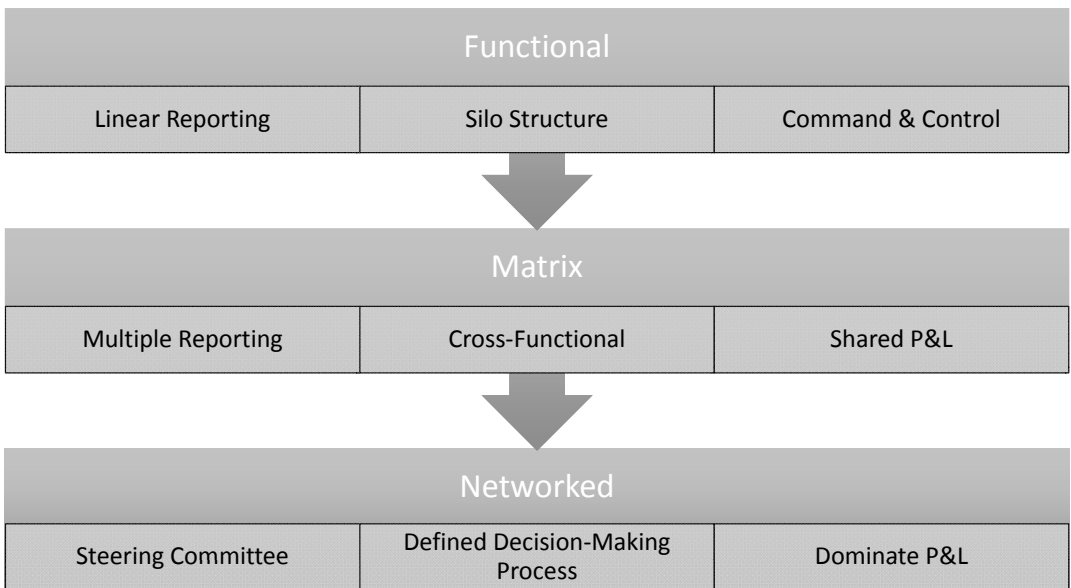 Functional
Linear Reporting
Silo Structure
Command & Control
Matrix
Multiple Reporting
Cross-Functional
Shared P&L
Networked
Steering Committee
Defined Decision-Making
Process
Dominate P&L